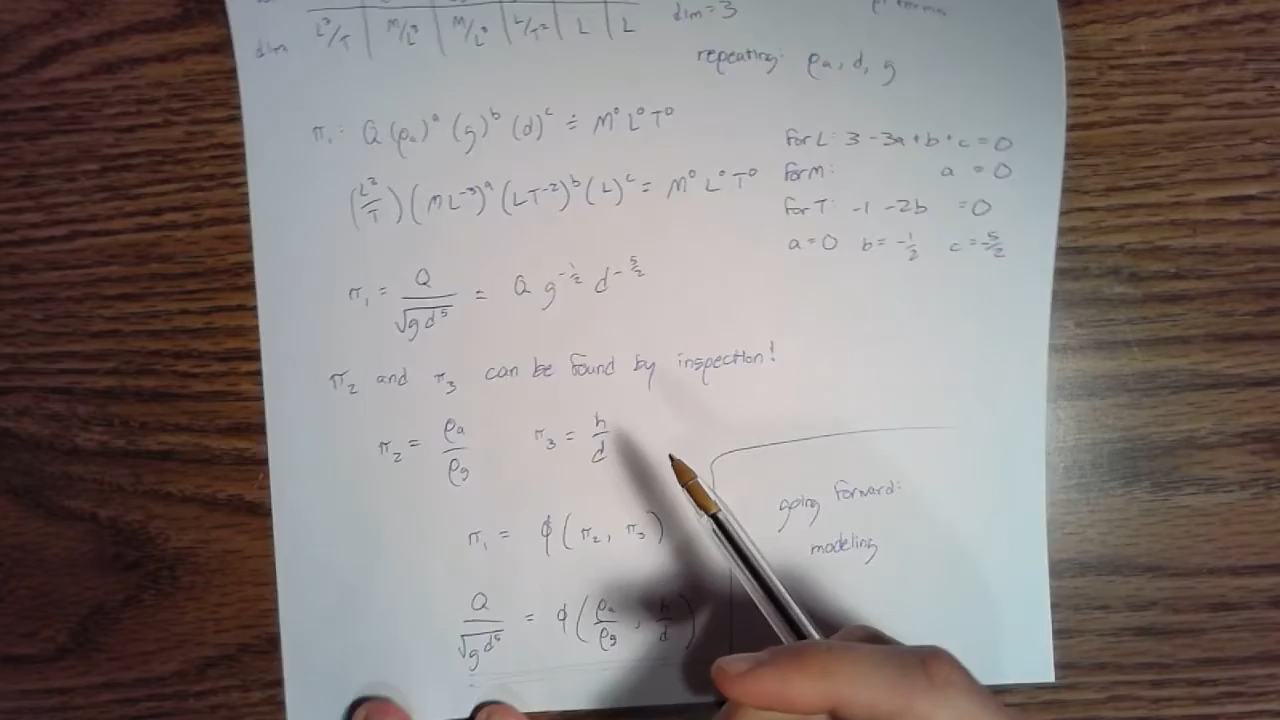 dim L³/T M/L³ M/L³ L/T² L L
dim=3
repeating: ρa, d, g
π₁: Q (ρa)ᵃ (g)ᵇ (d)ᶜ ≐ M⁰ L⁰ T⁰
(L³/T) (ML⁻³)ᵃ (LT⁻²)ᵇ (L)ᶜ = M⁰ L⁰ T⁰
For L: 3 -3a + b + c = 0
For M: a = 0
For T: -1 -2b = 0
a=0 b=-1/2 c=-5/2
π₁ = Q/√(gd⁵) = Q g^(-1/2) d^(-5/2)
π₂ and π₃ can be found by inspection!
π₂ = ρa/ρg π₃ = h/d
π₁ = ϕ(π₂, π₃)
Q/√(gd⁵) = ϕ(ρa/ρg, h/d)
going forward:
modeling